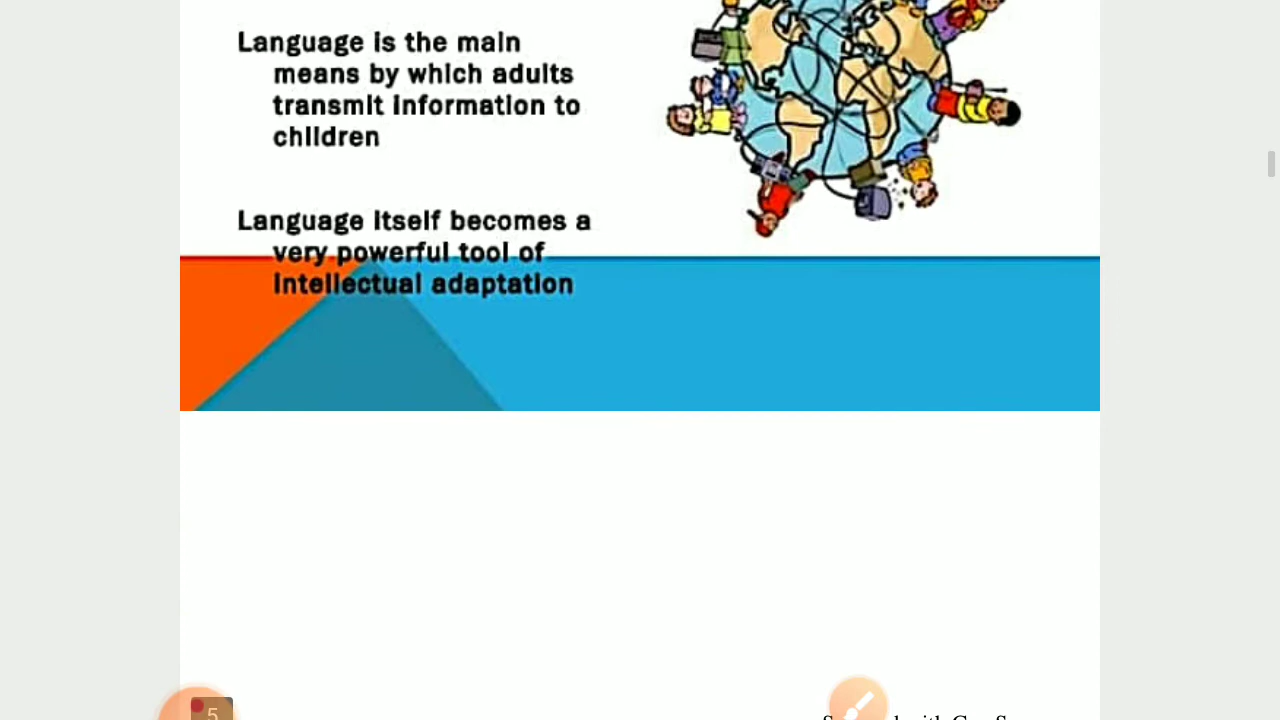 Language is the main
means by which adults
transmit information to
children
Language itself becomes a
very powerful tool of
intellectual adaptation
5